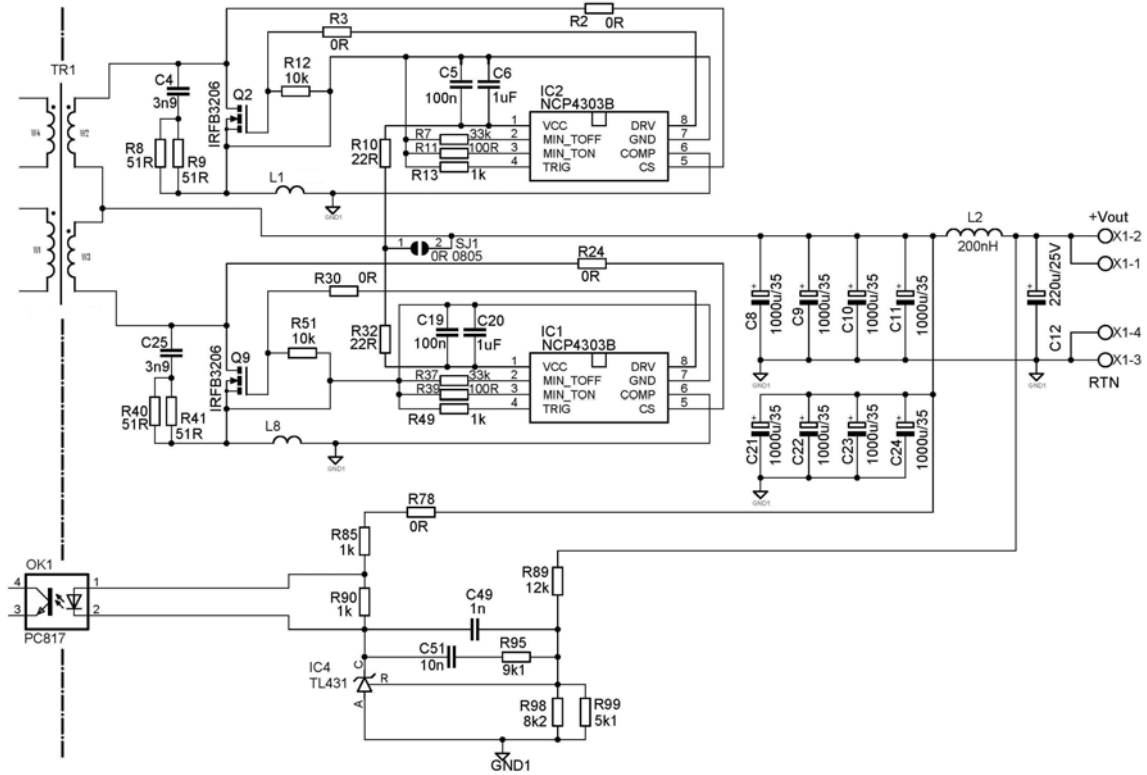 R3
0R
R2
0R
TR1
C4
3n9
R12
10k
Q2
IRFB3206
C5
100n
C6
1uF
IC2
NCP4303B
1
2
3
4
VCC
MIN_TOFF
MIN_TON
TRIG
DRV
GND
COMP
CS
8
7
6
5
W4
W2
R8
51R
R9
51R
R10
22R
R7
33k
R11
100R
R13
1k
L1
GND1
W1
W3
1
2
SJ1
0R 0805
L2
200nH
+Vout
X1-2
X1-1
R24
0R
R30
0R
C8
1000u/35
C9
1000u/35
C10
1000u/35
C11
1000u/35
C12
220u/25V
X1-4
X1-3
RTN
GND1
GND1
C25
3n9
R51
10k
Q9
IRFB3206
R32
22R
C19
100n
C20
1uF
IC1
NCP4303B
1
2
3
4
VCC
MIN_TOFF
MIN_TON
TRIG
DRV
GND
COMP
CS
8
7
6
5
R40
51R
R41
51R
R37
33k
R39
100R
R49
1k
L8
GND1
C21
1000u/35
C22
1000u/35
C23
1000u/35
C24
1000u/35
GND1
R78
0R
R85
1k
OK1
4
3
1
2
PC817
R90
1k
C49
1n
R89
12k
C51
10n
R95
9k1
IC4
TL431
C
R
A
R98
8k2
R99
5k1
GND1